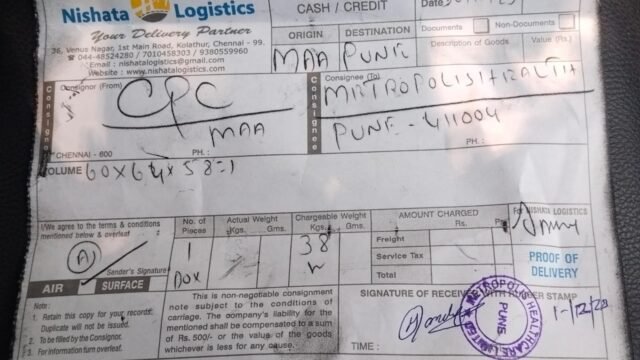 Nishata Logistics
Your Delivery Partner
36, Venus Nagar, 1st Main Road, Kolathur, Chennai - 99.
044-48524280 / 7010458303 / 9380559960
Email : nishatalogistics@gmail.com
Website : www.nishatalogistics.com
CASH / CREDIT
ORIGIN DESTINATION
MAA PUNE
Date
Documents Non-Documents
Description of Goods Value (Rs.)
Consignor
Consignor (From)
CPC
MAA
CHENNAI - 600 PH. :
Consignee
Consignee (To)
METROPOLIS HEALTH
PUNE - 411004
PH. :
VOLUME 60x64x58=1
I/We agree to the terms & conditions
mentioned below & overleaf
Sender's Signature
AIR SURFACE
No. of Pieces
1
Box
Actual Weight
Kgs. Gms.
Chargeable Weight
Kgs. Gms.
38
AMOUNT CHARGED
Rs. Ps.
Freight
Service Tax
Total
For NISHATA LOGISTICS
PROOF OF
DELIVERY
Note :
1. Retain this copy for your records.
Duplicate will not be issued.
2. To be filled by the Consignor.
3. For information turn overleaf.
This is non-negotiable consignment
note subject to the conditions of
carriage. The company's liability for the
mentioned shall be compensated to a
sum of Rs. 500/- or the value of the goods
whichever is less for any cause.
SIGNATURE OF RECEIVER WITH RUBBER STAMP
METROPOLIS HEALTHCARE LIMITED
PUNE
TIME :